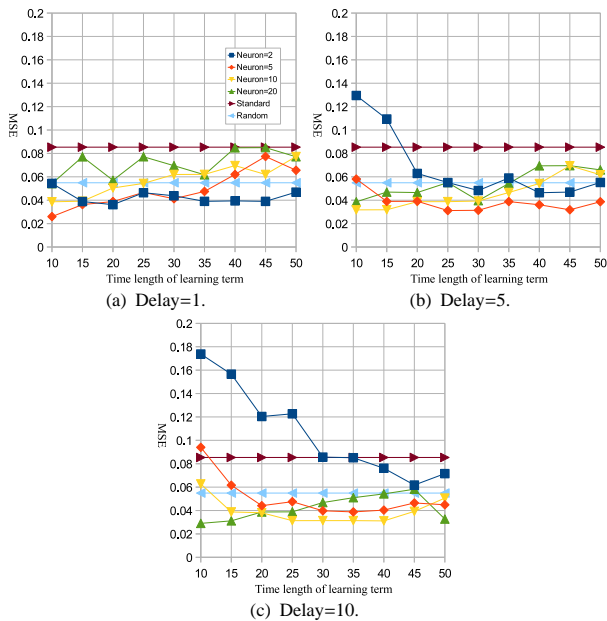 0.2
0.18
0.16
0.14
0.12
0.1
0.08
0.06
0.04
0.02
0
MSE
Neuron=2
Neuron=5
Neuron=10
Neuron=20
Standard
Random
10 15 20 25 30 35 40 45 50
Time length of learning term
(a) Delay=1.
0.2
0.18
0.16
0.14
0.12
0.1
0.08
0.06
0.04
0.02
0
MSE
10 15 20 25 30 35 40 45 50
Time length of learning term
(b) Delay=5.
0.2
0.18
0.16
0.14
0.12
0.1
0.08
0.06
0.04
0.02
0
MSE
10 15 20 25 30 35 40 45 50
Time length of learning term
(c) Delay=10.